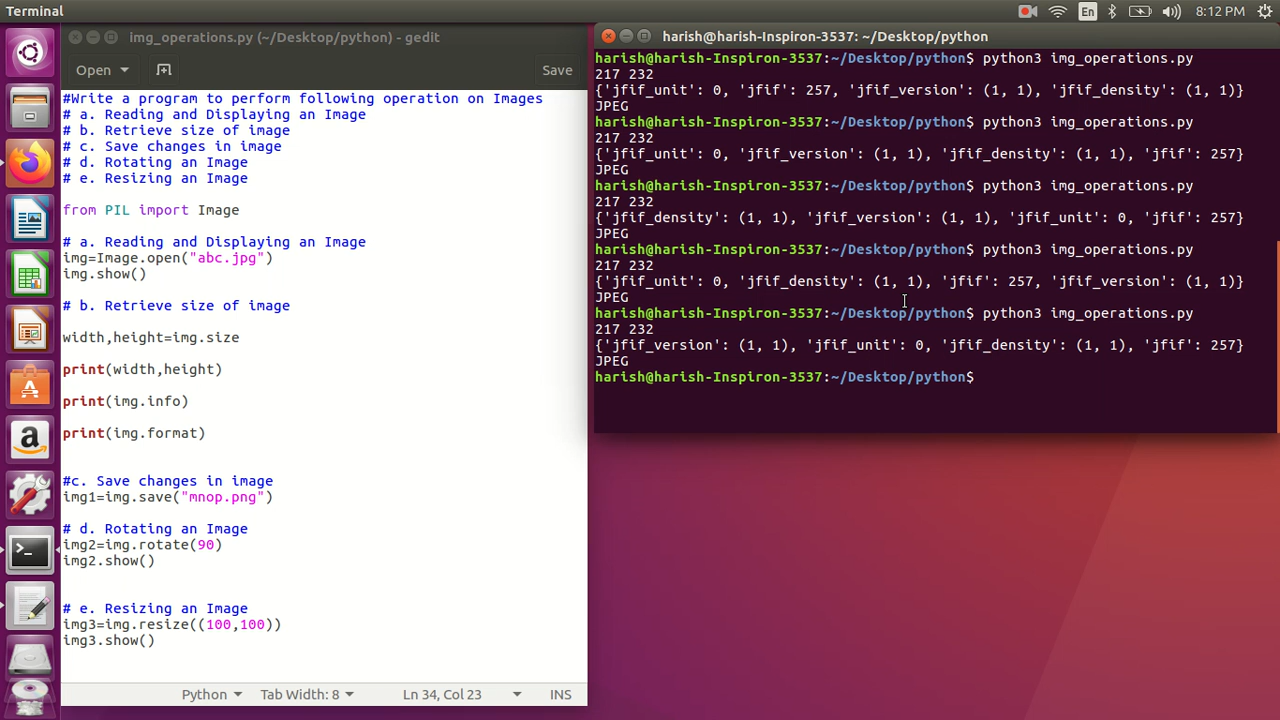 Terminal
En
8:12 PM
img_operations.py (~/Desktop/python) - gedit
Open
Save
#Write a program to perform following operation on Images
# a. Reading and Displaying an Image
# b. Retrieve size of image
# c. Save changes in image
# d. Rotating an Image
# e. Resizing an Image
from PIL import Image
# a. Reading and Displaying an Image
img=Image.open("abc.jpg")
img.show()
# b. Retrieve size of image
width,height=img.size
print(width,height)
print(img.info)
print(img.format)
#c. Save changes in image
img1=img.save("mnop.png")
# d. Rotating an Image
img2=img.rotate(90)
img2.show()
# e. Resizing an Image
img3=img.resize((100,100))
img3.show()
Python
Tab Width: 8
Ln 34, Col 23
INS
harish@harish-Inspiron-3537: ~/Desktop/python
harish@harish-Inspiron-3537:~/Desktop/python$ python3 img_operations.py
217 232
{'jfif_unit': 0, 'jfif': 257, 'jfif_version': (1, 1), 'jfif_density': (1, 1)}
JPEG
harish@harish-Inspiron-3537:~/Desktop/python$ python3 img_operations.py
217 232
{'jfif_unit': 0, 'jfif_version': (1, 1), 'jfif_density': (1, 1), 'jfif': 257}
JPEG
harish@harish-Inspiron-3537:~/Desktop/python$ python3 img_operations.py
217 232
{'jfif_density': (1, 1), 'jfif_version': (1, 1), 'jfif_unit': 0, 'jfif': 257}
JPEG
harish@harish-Inspiron-3537:~/Desktop/python$ python3 img_operations.py
217 232
{'jfif_unit': 0, 'jfif_density': (1, 1), 'jfif': 257, 'jfif_version': (1, 1)}
JPEG
harish@harish-Inspiron-3537:~/Desktop/python$ python3 img_operations.py
217 232
{'jfif_version': (1, 1), 'jfif_unit': 0, 'jfif_density': (1, 1), 'jfif': 257}
JPEG
harish@harish-Inspiron-3537:~/Desktop/python$